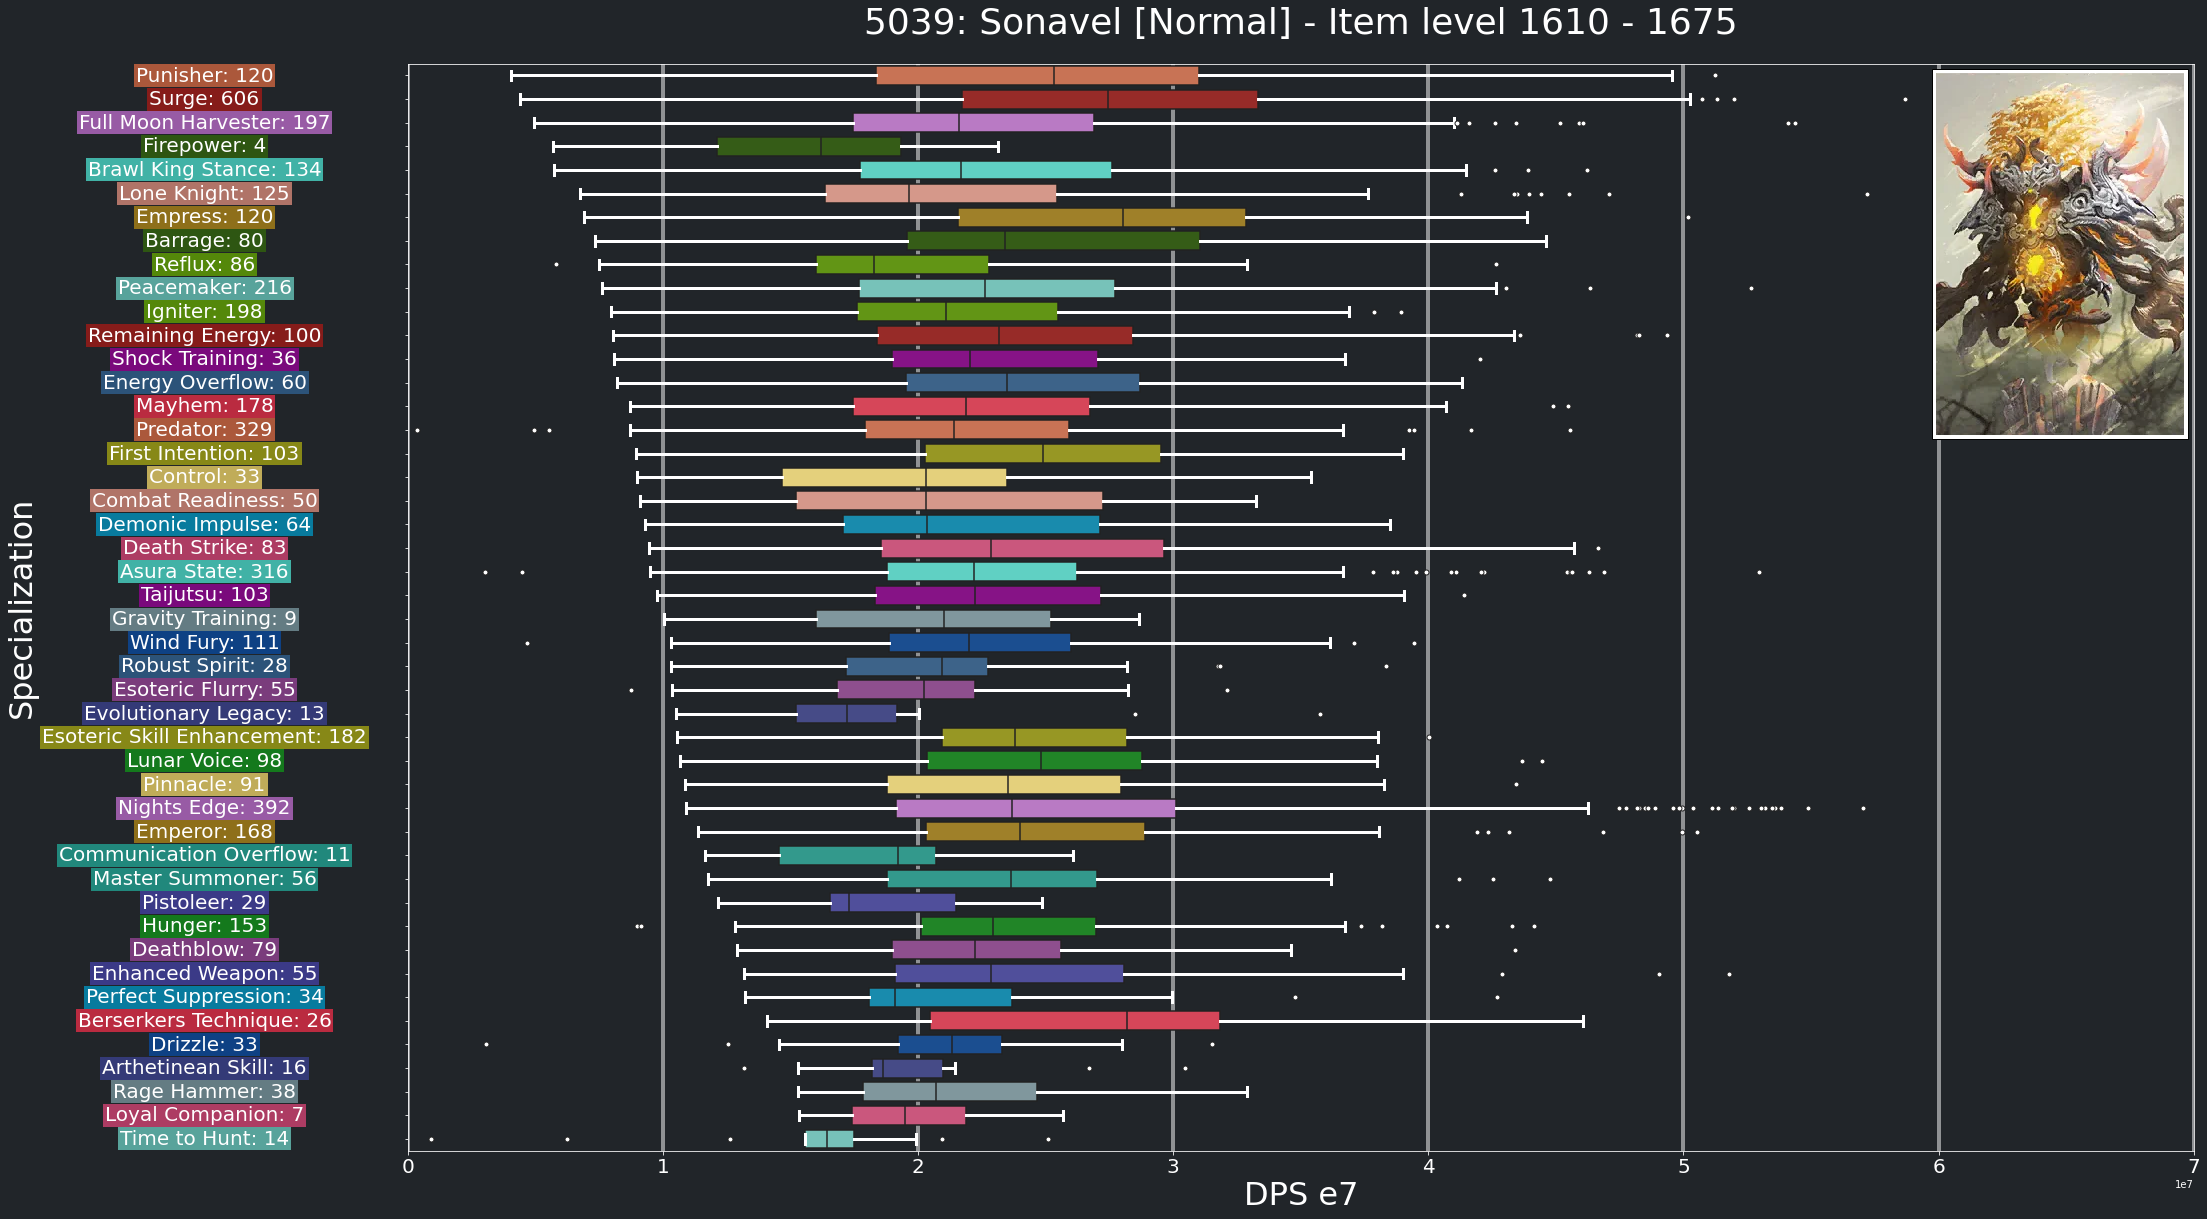 5039: Sonavel [Normal] - Item level 1610 - 1675
Specialization
Punisher: 120
Surge: 606
Full Moon Harvester: 197
Firepower: 4
Brawl King Stance: 134
Lone Knight: 125
Empress: 120
Barrage: 80
Reflux: 86
Peacemaker: 216
Igniter: 198
Remaining Energy: 100
Shock Training: 36
Energy Overflow: 60
Mayhem: 178
Predator: 329
First Intention: 103
Control: 33
Combat Readiness: 50
Demonic Impulse: 64
Death Strike: 83
Asura State: 316
Taijutsu: 103
Gravity Training: 9
Wind Fury: 111
Robust Spirit: 28
Esoteric Flurry: 55
Evolutionary Legacy: 13
Esoteric Skill Enhancement: 182
Lunar Voice: 98
Pinnacle: 91
Nights Edge: 392
Emperor: 168
Communication Overflow: 11
Master Summoner: 56
Pistoleer: 29
Hunger: 153
Deathblow: 79
Enhanced Weapon: 55
Perfect Suppression: 34
Berserkers Technique: 26
Drizzle: 33
Arthetinean Skill: 16
Rage Hammer: 38
Loyal Companion: 7
Time to Hunt: 14
0 1 2 3 4 5 6 7
1e7
DPS e7